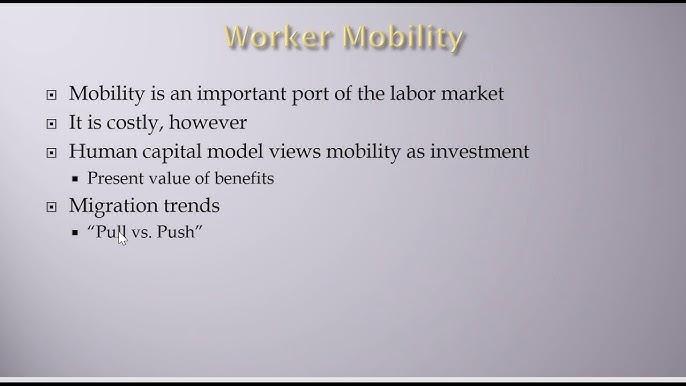 Worker Mobility
Mobility is an important port of the labor market
It is costly, however
Human capital model views mobility as investment
Present value of benefits
Migration trends
“Pull vs. Push”